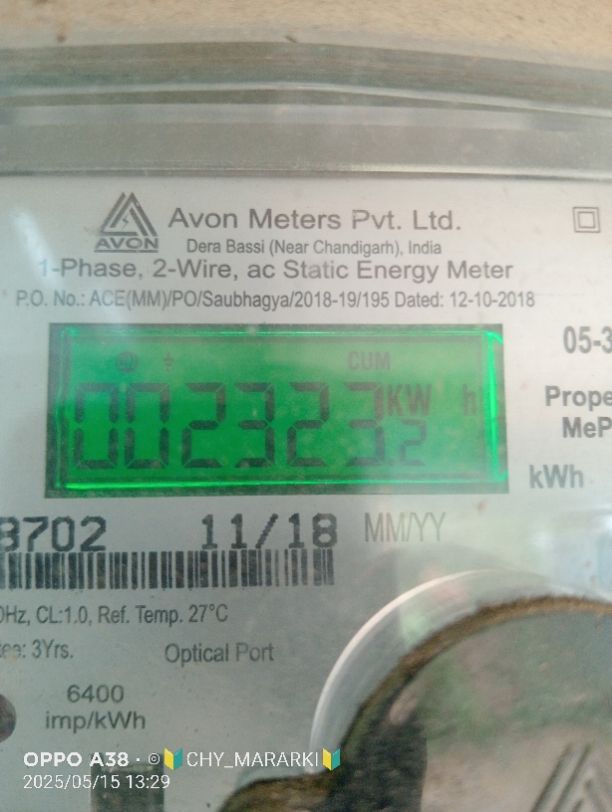 AVON
Avon Meters Pvt. Ltd.
Dera Bassi (Near Chandigarh), India
1-Phase, 2-Wire, ac Static Energy Meter
P.O. No.: ACE(MM)/PO/Saubhagya/2018-19/195 Dated: 12-10-2018
05-3
CUM
002323.2 KW h
Prope
MeP
kWh
8702 11/18 MM/YY
0Hz, CL:1.0, Ref. Temp. 27°C
3Yrs. Optical Port
6400
imp/kWh
OPPO A38 · ©🔰CHY_MARARKI🔰
2025/05/15 13:29